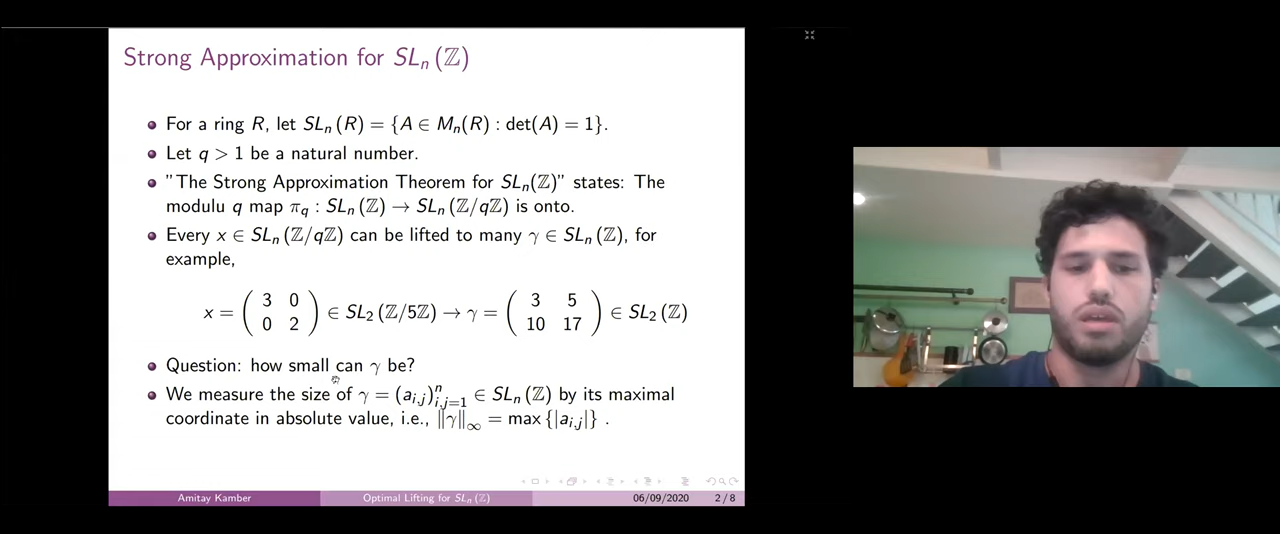 Strong Approximation for SLₙ (ℤ)
For a ring R, let SLₙ (R) = {A ∈ Mₙ(R) : det(A) = 1}.
Let q > 1 be a natural number.
"The Strong Approximation Theorem for SLₙ(ℤ)" states: The
modulu q map π_q : SLₙ (ℤ) → SLₙ (ℤ/qℤ) is onto.
Every x ∈ SLₙ (ℤ/qℤ) can be lifted to many γ ∈ SLₙ (ℤ), for
example,
x = ( 3 0 ; 0 2 ) ∈ SL₂ (ℤ/5ℤ) → γ = ( 3 5 ; 10 17 ) ∈ SL₂ (ℤ)
Question: how small can γ be?
We measure the size of γ = (a_{i,j})ⁿ_{i,j=1} ∈ SLₙ (ℤ) by its maximal
coordinate in absolute value, i.e., ‖γ‖_∞ = max {|a_{i,j}|} .
Amitay Kamber Optimal Lifting for SLₙ (ℤ) 06/09/2020 2 / 8